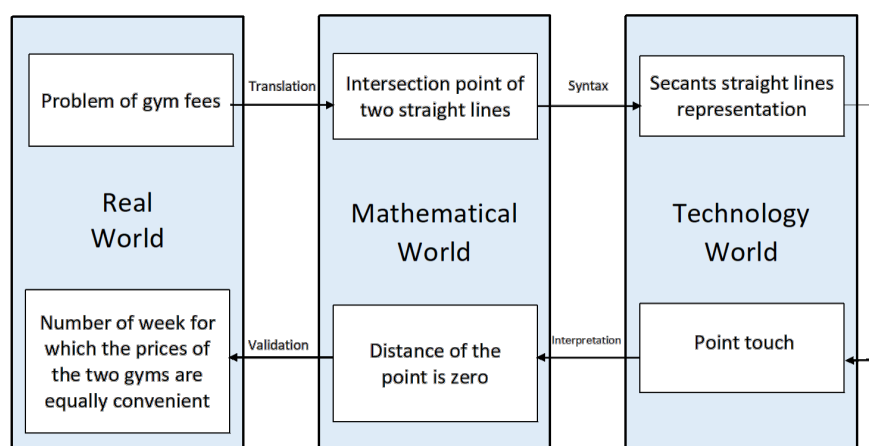 Problem of gym fees
Translation
Intersection point of
two straight lines
Syntax
Secants straight lines
representation
Real
World
Mathematical
World
Technology
World
Number of week for
which the prices of
the two gyms are
equally convenient
Validation
Distance of the
point is zero
Interpretation
Point touch